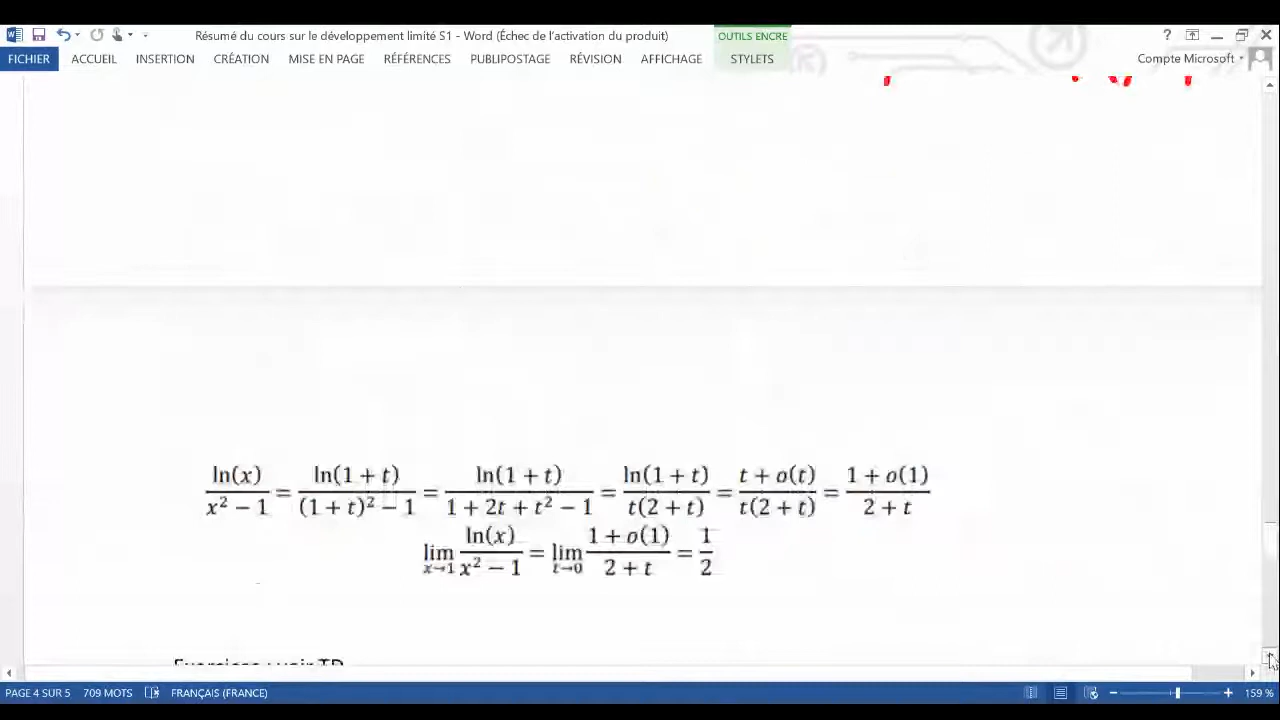 Résumé du cours sur le développement limité S1 - Word (Échec de l'activation du produit)
OUTILS ENCRE
FICHIER ACCUEIL INSERTION CRÉATION MISE EN PAGE RÉFÉRENCES PUBLIPOSTAGE RÉVISION AFFICHAGE STYLETS Compte Microsoft
ln(x)/(x² − 1) = ln(1 + t)/((1 + t)² − 1) = ln(1 + t)/(1 + 2t + t² − 1) = ln(1 + t)/(t(2 + t)) = (t + o(t))/(t(2 + t)) = (1 + o(1))/(2 + t)
lim x→1 ln(x)/(x² − 1) = lim t→0 (1 + o(1))/(2 + t) = 1/2
PAGE 4 SUR 5 709 MOTS FRANÇAIS (FRANCE) 159 %